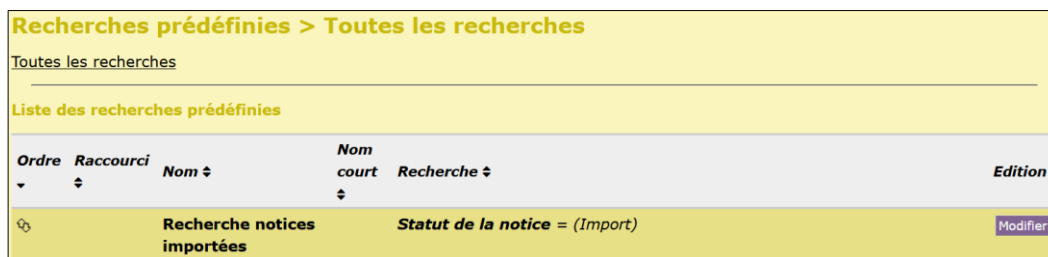 Recherches prédéfinies > Toutes les recherches
Toutes les recherches
Liste des recherches prédéfinies
Ordre Raccourci Nom Nom court Recherche Edition
Recherche notices importées Statut de la notice = (Import) Modifier